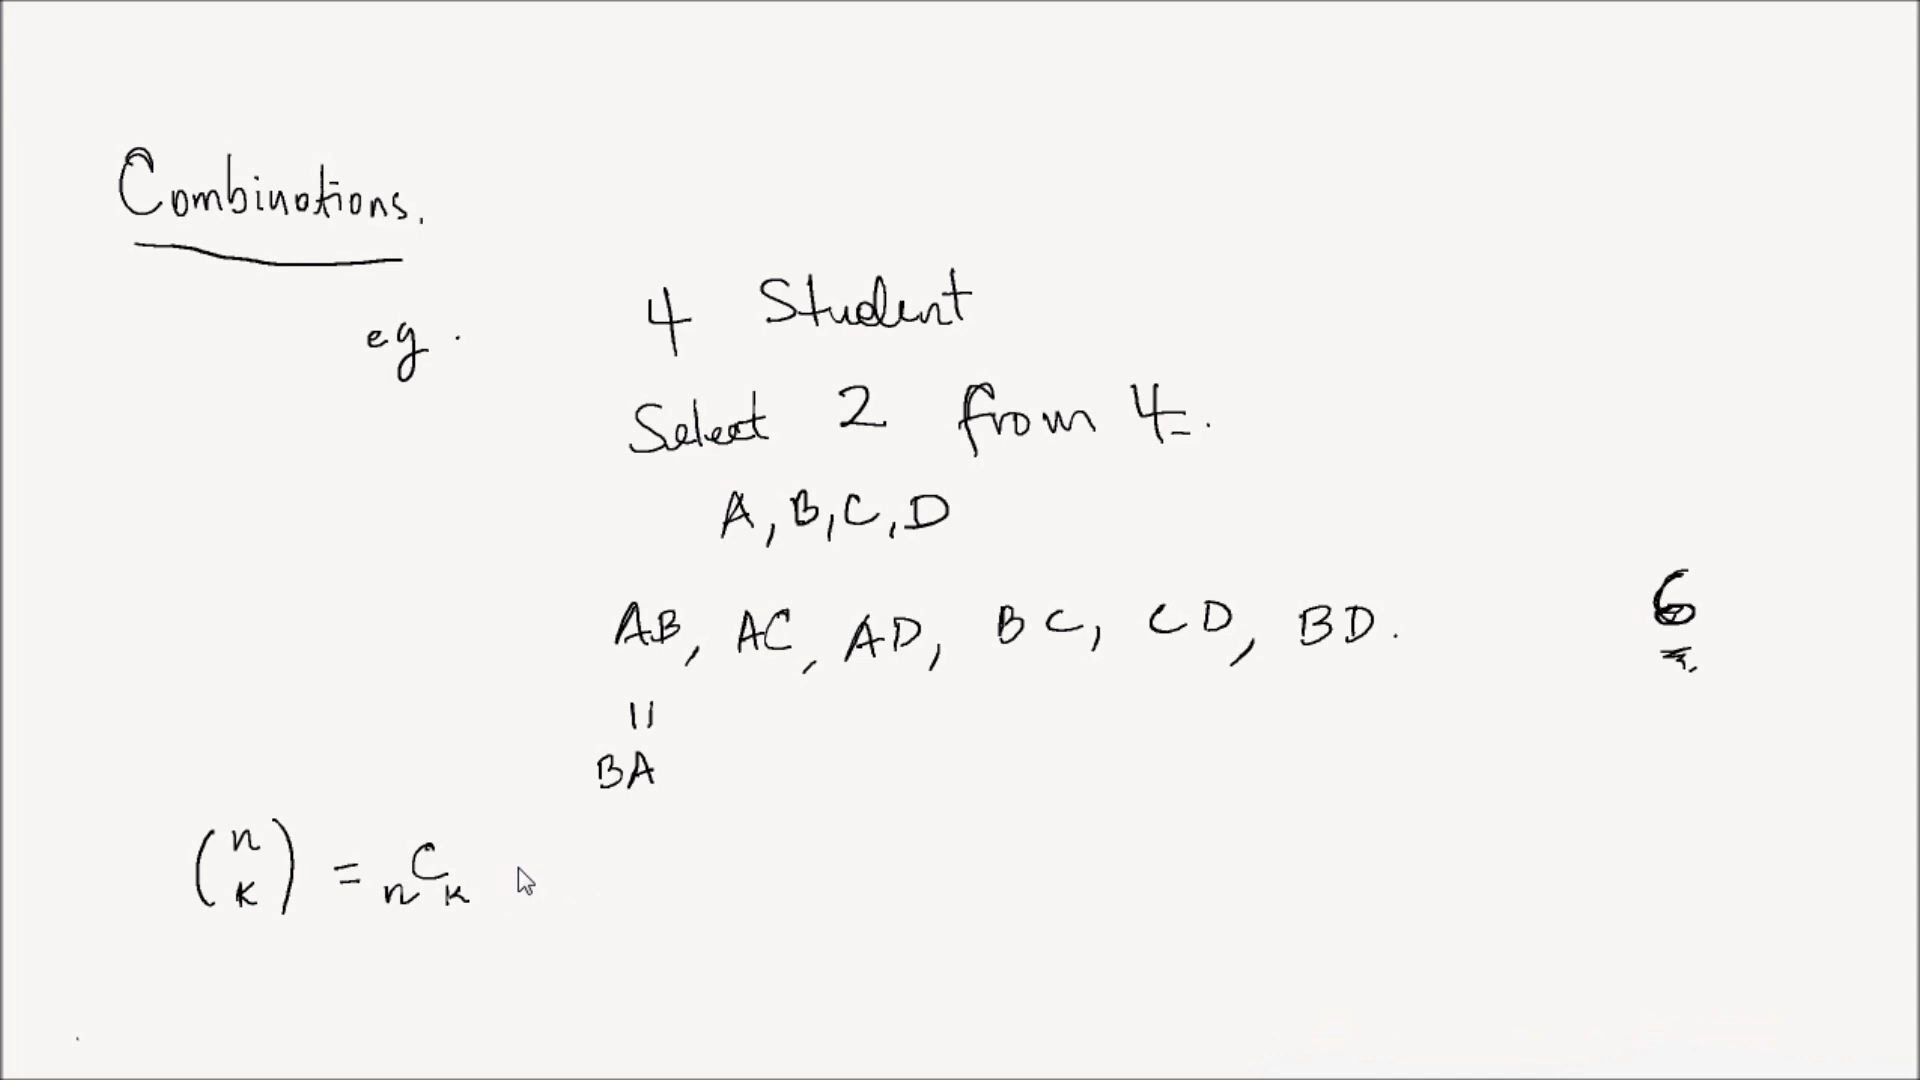 Combinations.
eg.
4 Student
Select 2 from 4.
A, B, C, D
AB, AC, AD, BC, CD, BD. 6
||
BA
(n k) = nCk